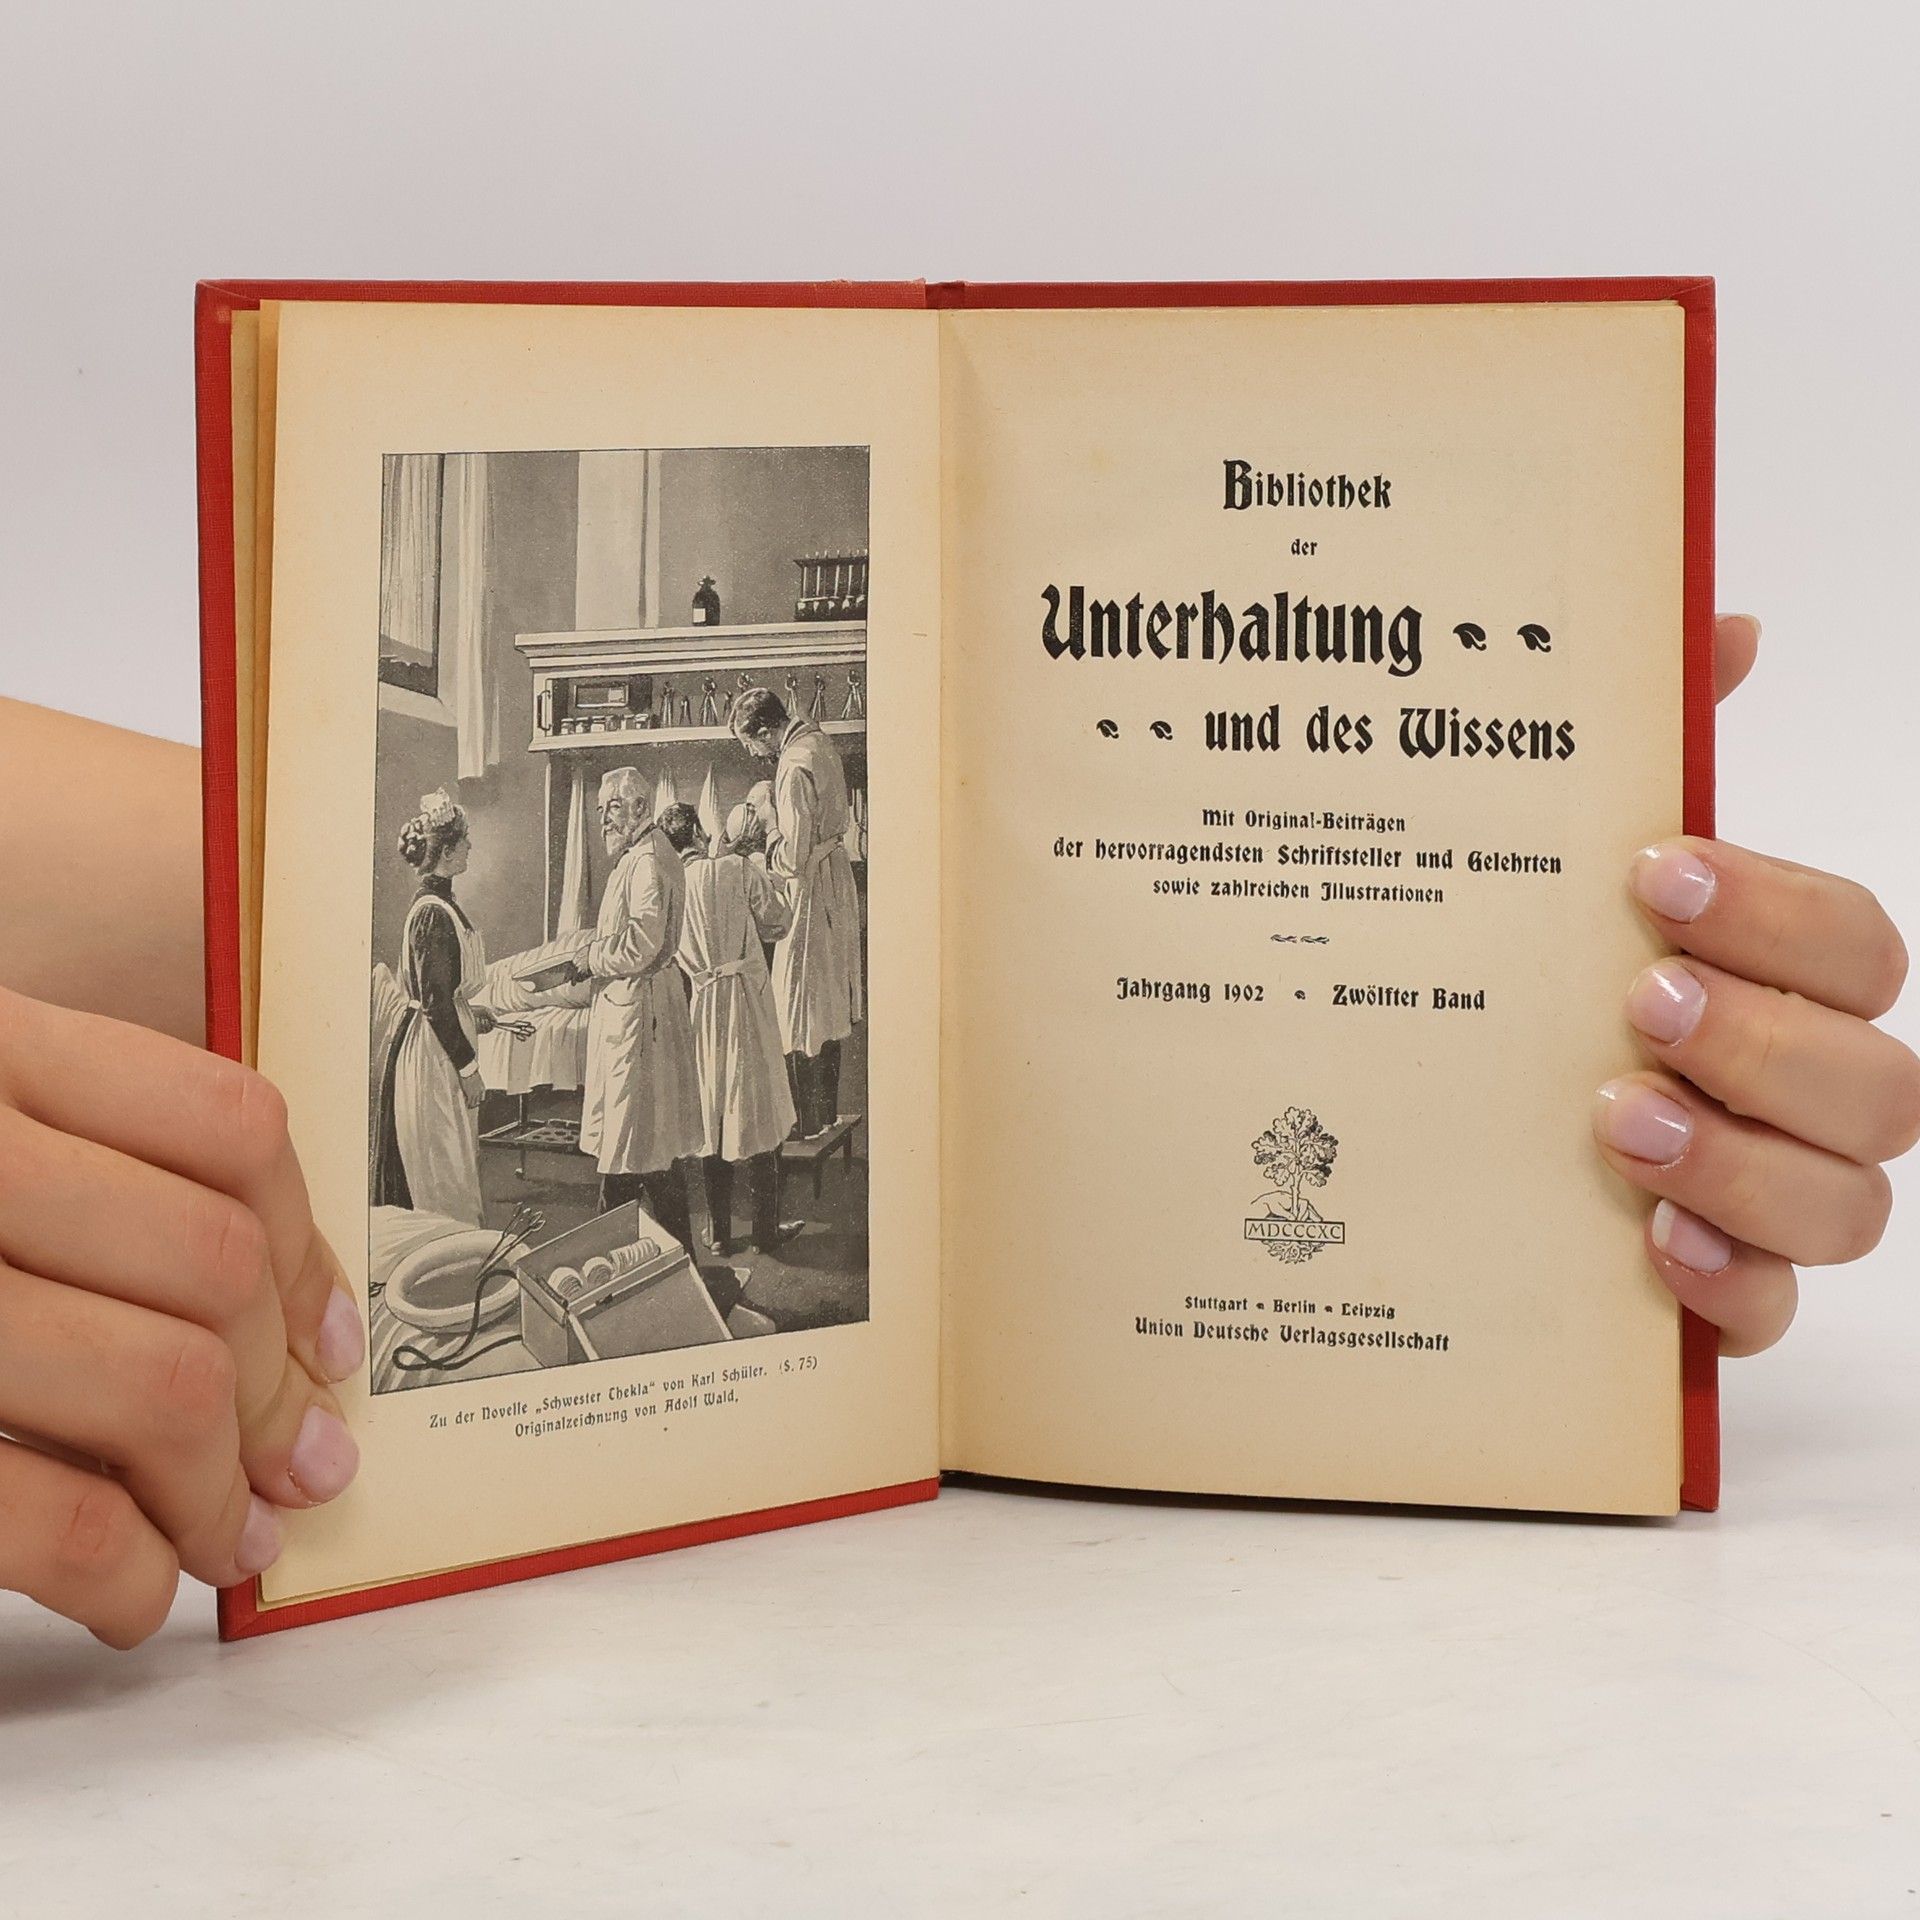 Zu der Novelle „Schwester Thekla“ von Karl Schüler. (S. 75)
Originalzeichnung von Adolf Wald.
Bibliothek
der
Unterhaltung
und des Wissens
Mit Original-Beiträgen
der hervorragendsten Schriftsteller und Gelehrten
sowie zahlreichen Illustrationen
Jahrgang 1902 Zwölfter Band
MDCCCXC
Stuttgart Berlin Leipzig
Union Deutsche Verlagsgesellschaft